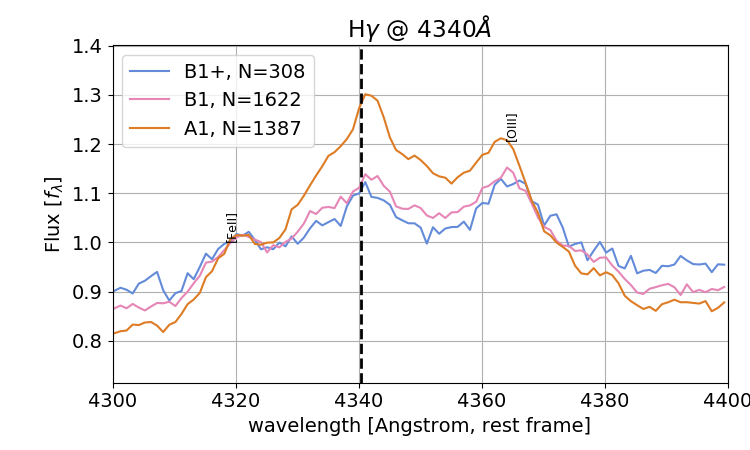 Hγ @ 4340Å
B1+, N=308
B1, N=1622
A1, N=1387
[FeII]
[OIII]
Flux [fλ]
1.4
1.3
1.2
1.1
1.0
0.9
0.8
4300 4320 4340 4360 4380 4400
wavelength [Angstrom, rest frame]